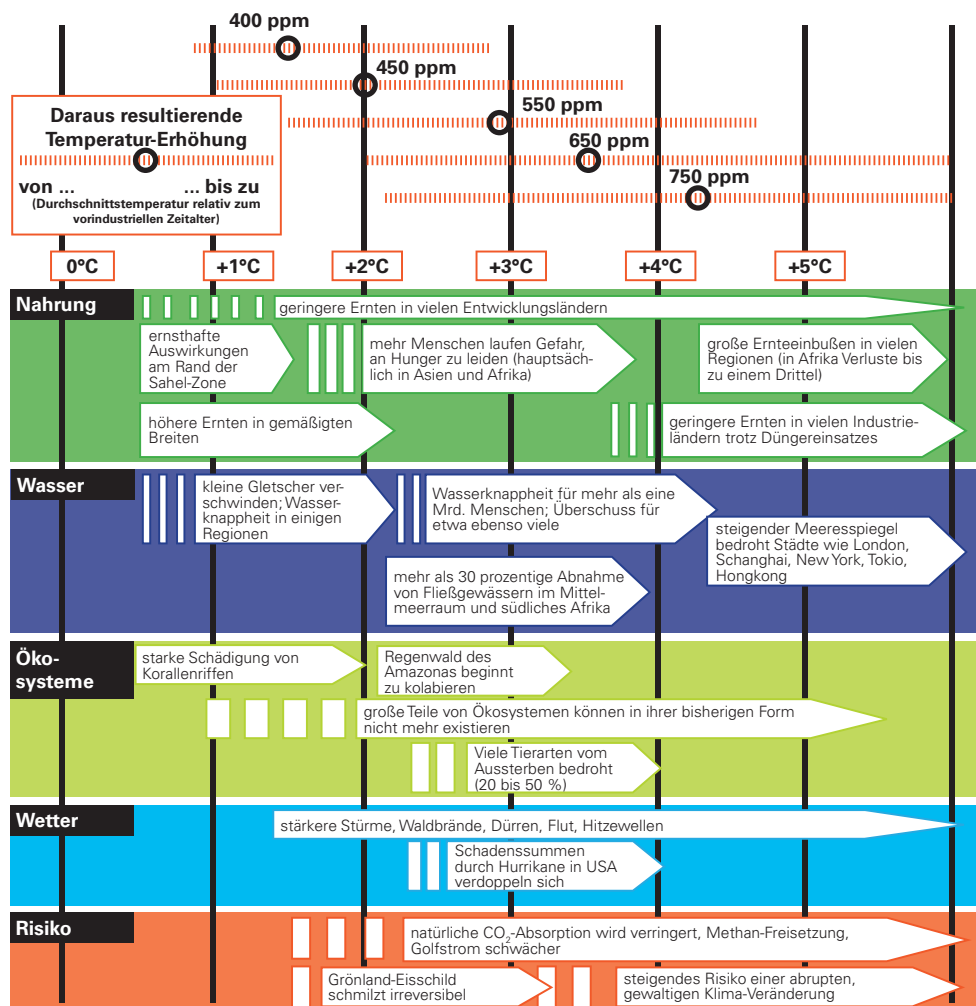 400 ppm
450 ppm
550 ppm
650 ppm
750 ppm
Daraus resultierende
Temperatur-Erhöhung
von ... ... bis zu
(Durchschnittstemperatur relativ zum
vorindustriellen Zeitalter)
0°C +1°C +2°C +3°C +4°C +5°C
Nahrung
geringere Ernten in vielen Entwicklungsländern
ernsthafte
Auswirkungen
am Rand der
Sahel-Zone
mehr Menschen laufen Gefahr,
an Hunger zu leiden (hauptsäch-
lich in Asien und Afrika)
große Ernteeinbußen in vielen
Regionen (in Afrika Verluste bis
zu einem Drittel)
höhere Ernten in gemäßigten
Breiten
geringere Ernten in vielen Industrie-
ländern trotz Düngereinsatzes
Wasser
kleine Gletscher ver-
schwinden; Wasser-
knappheit in einigen
Regionen
Wasserknappheit für mehr als eine
Mrd. Menschen; Überschuss für
etwa ebenso viele
steigender Meeresspiegel
bedroht Städte wie London,
Schanghai, New York, Tokio,
Hongkong
mehr als 30 prozentige Abnahme
von Fließgewässern im Mittel-
meerraum und südliches Afrika
Öko-
systeme
starke Schädigung von
Korallenriffen
Regenwald des
Amazonas beginnt
zu kolabieren
große Teile von Ökosystemen können in ihrer bisherigen Form
nicht mehr existieren
Viele Tierarten vom
Aussterben bedroht
(20 bis 50 %)
Wetter
stärkere Stürme, Waldbrände, Dürren, Flut, Hitzewellen
Schadenssummen
durch Hurrikane in USA
verdoppeln sich
Risiko
natürliche CO₂-Absorption wird verringert, Methan-Freisetzung,
Golfstrom schwächer
Grönland-Eisschild
schmilzt irreversibel
steigendes Risiko einer abrupten,
gewaltigen Klima-Veränderung